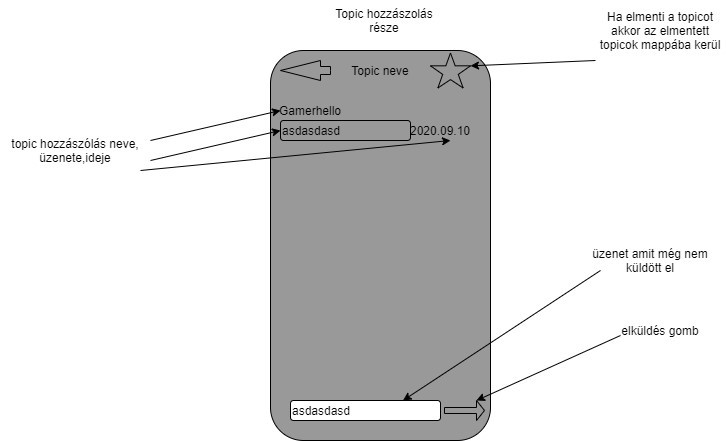 Topic hozzászolás
része
Ha elmenti a topicot
akkor az elmentett
topicok mappába kerül
Topic neve
Gamerhello
asdasdasd
2020.09.10
topic hozzászólás neve,
üzenete,ideje
üzenet amit még nem
küldött el
elküldés gomb
asdasdasd